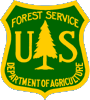 FOREST SERVICE
U S
DEPARTMENT OF AGRICULTURE